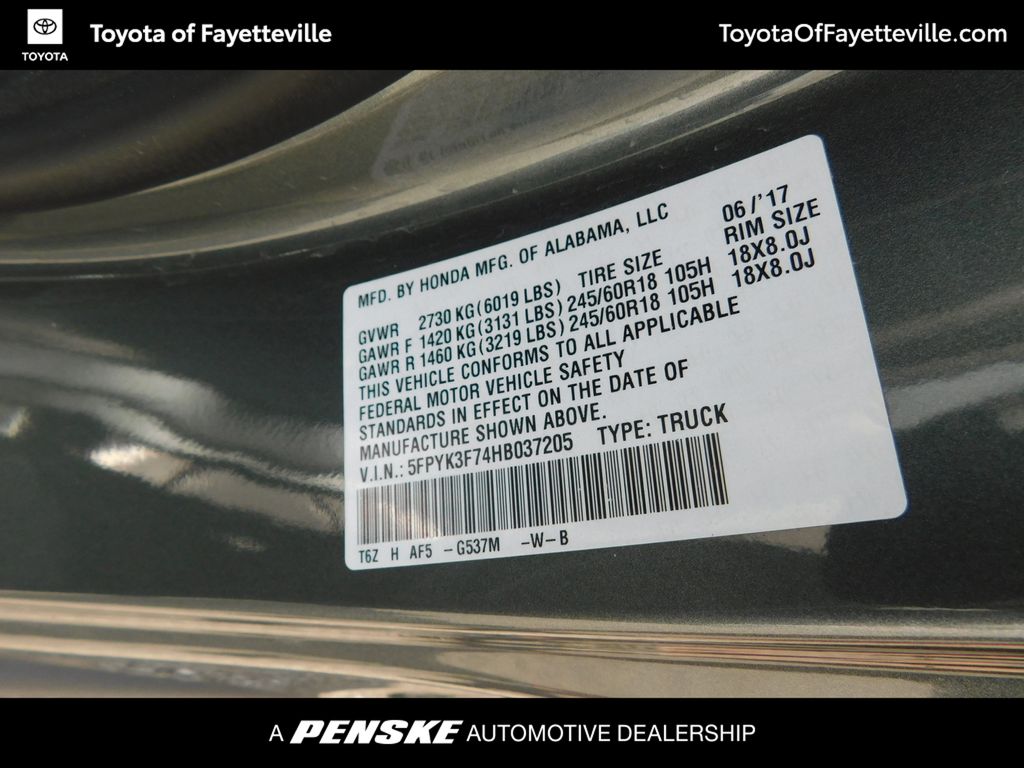 TOYOTA
Toyota of Fayetteville
ToyotaOfFayetteville.com
MFD. BY HONDA MFG. OF ALABAMA, LLC 06/'17
GVWR 2730 KG(6019 LBS) TIRE SIZE RIM SIZE
GAWR F 1420 KG(3131 LBS) 245/60R18 105H 18X8.0J
GAWR R 1460 KG(3219 LBS) 245/60R18 105H 18X8.0J
THIS VEHICLE CONFORMS TO ALL APPLICABLE
FEDERAL MOTOR VEHICLE SAFETY
STANDARDS IN EFFECT ON THE DATE OF
MANUFACTURE SHOWN ABOVE.
V.I.N.: 5FPYK3F74HB037205 TYPE: TRUCK
T6Z H AF5 -G537M -W-B
A PENSKE AUTOMOTIVE DEALERSHIP